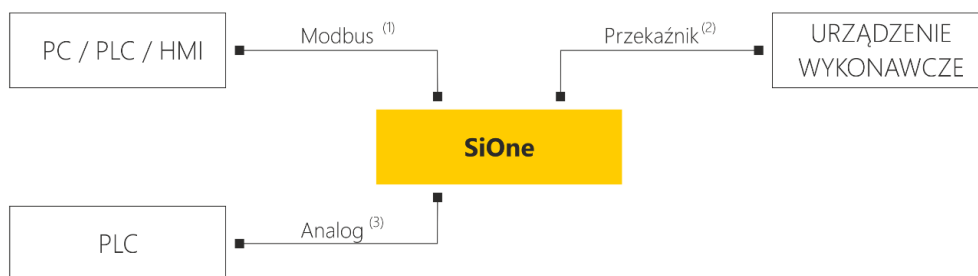 PC / PLC / HMI
Modbus (1)
Przekaźnik (2)
URZĄDZENIE
WYKONAWCZE
SiOne
PLC
Analog (3)